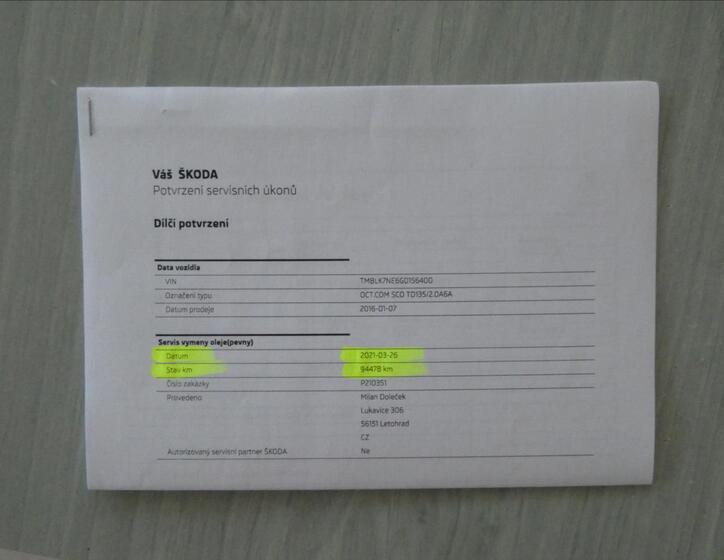 Váš ŠKODA
Potvrzení servisních úkonů
Dílčí potvrzení
Data vozidla
VIN TMBLK7NE6G0156400
Označení typu OCT.COM SCO TD135/2.0A6A
Datum prodeje 2016-01-07
Servis vymeny oleje(pevny)
Datum 2021-03-26
Stav km 94478 km
Číslo zakázky P210351
Provedeno Milan Doleček
Lukavice 306
56151 Letohrad
CZ
Autorizovaný servisní partner ŠKODA Ne